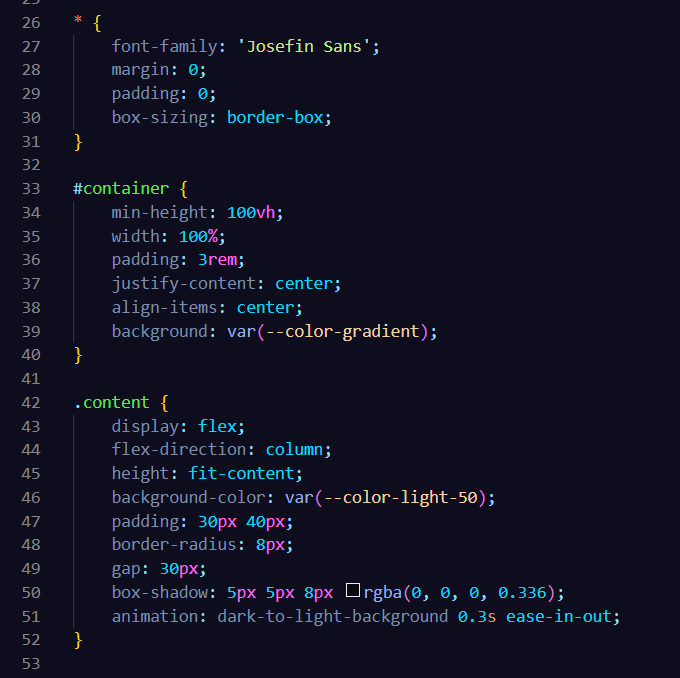 26 * {
27 font-family: 'Josefin Sans';
28 margin: 0;
29 padding: 0;
30 box-sizing: border-box;
31 }
32
33 #container {
34 min-height: 100vh;
35 width: 100%;
36 padding: 3rem;
37 justify-content: center;
38 align-items: center;
39 background: var(--color-gradient);
40 }
41
42 .content {
43 display: flex;
44 flex-direction: column;
45 height: fit-content;
46 background-color: var(--color-light-50);
47 padding: 30px 40px;
48 border-radius: 8px;
49 gap: 30px;
50 box-shadow: 5px 5px 8px rgba(0, 0, 0, 0.336);
51 animation: dark-to-light-background 0.3s ease-in-out;
52 }
53